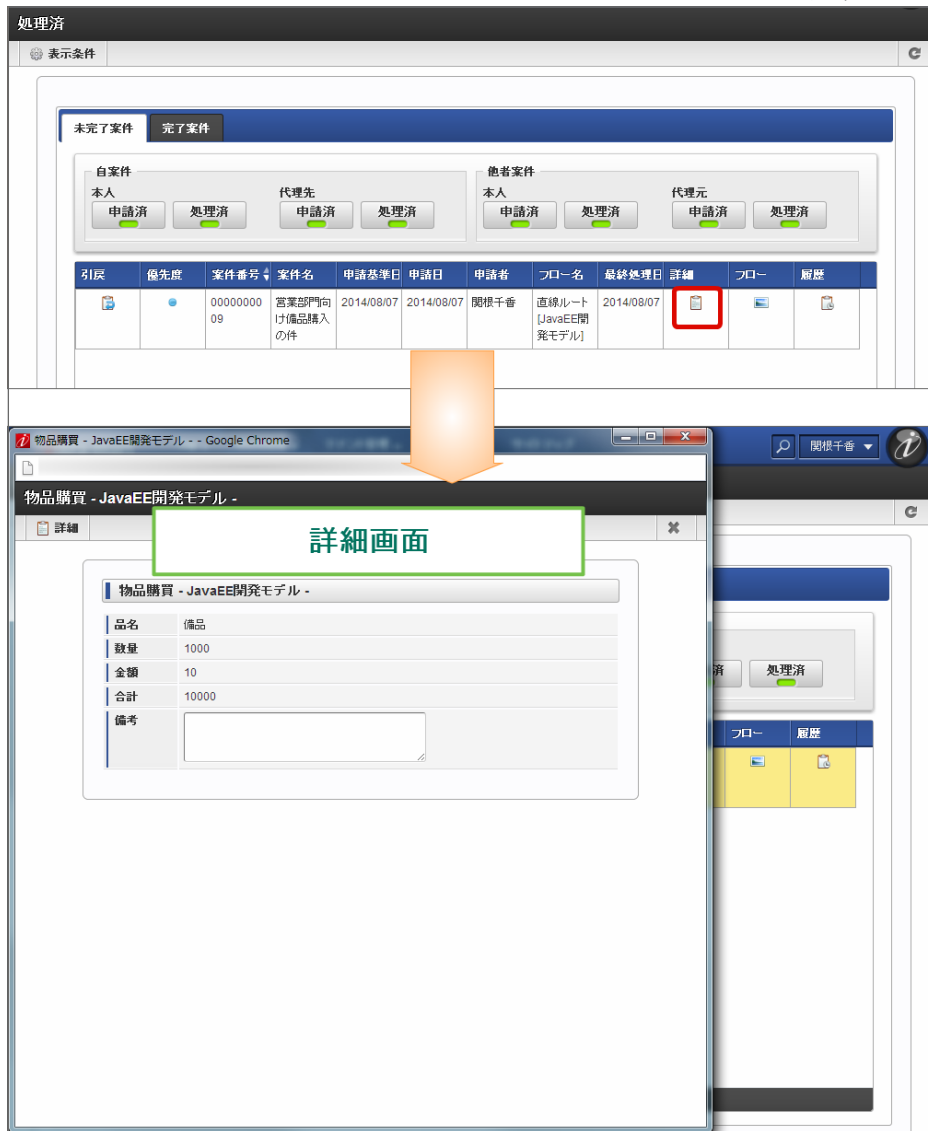 処理済
表示条件
未完了案件 完了案件
自案件 他者案件
本人 代理先 本人 代理元
申請済 処理済 申請済 処理済 申請済 処理済 申請済 処理済
引戻 優先度 案件番号 案件名 申請基準日 申請日 申請者 フロー名 最終処理日 詳細 フロー 履歴
00000000 営業部門向 2014/08/07 2014/08/07 関根千香 直線ルート 2014/08/07
09 け備品購入 [JavaEE開
の件 発モデル]
物品購買 - JavaEE開発モデル - - Google Chrome
関根千香
物品購買 - JavaEE開発モデル -
詳細
詳細画面
物品購買 - JavaEE開発モデル -
品名 備品
数量 1000
金額 10
合計 10000
備考
済 処理済
フロー 履歴